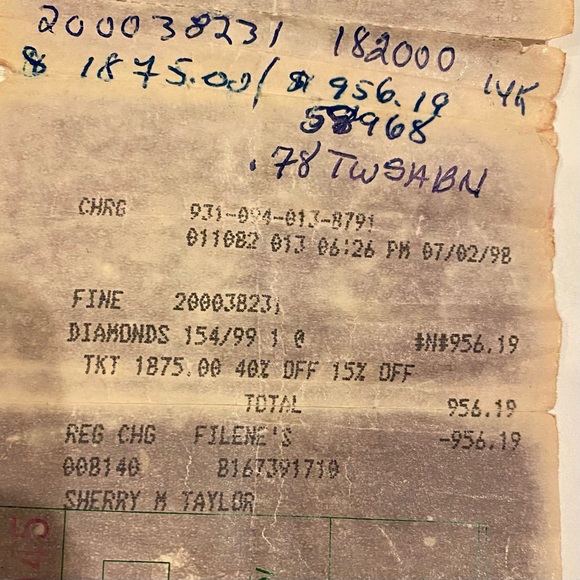 200038231 182000
$ 1875.00/ $ 956.19 14K
58968
.78 TWSABN
CHRG 931-094-013-8791
011082 013 06:26 PM 07/02/98
FINE 200038231
DIAMONDS 154/99 1 @ #N#956.19
TKT 1875.00 40% OFF 15% OFF
TOTAL 956.19
REG CHG FILENE'S -956.19
008140 8167391710
SHERRY M TAYLOR